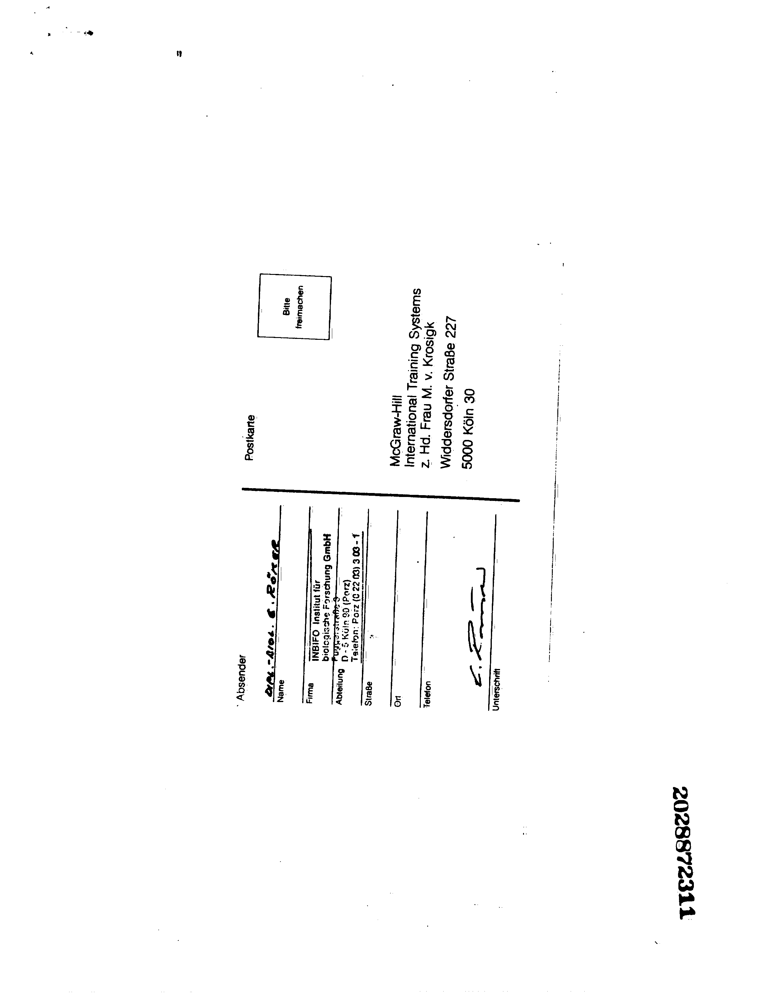 Absender
DIPL.-BIOL. E. RÖMER
Name
INBIFO Institut für
Firma
biologische Forschung GmbH
Fuggerstraße 3
Abteilung
D - 5 Köln 90 (Porz)
Telefon: Porz (0 22 03) 3 03 - 1
Straße
Ort
Telefon
Unterschrift
Postkarte
Bitte
freimachen
McGraw-Hill
International Training Systems
z. Hd. Frau M. v. Krosigk
Widdersdorfer Straße 227
5000 Köln 30
2028872311